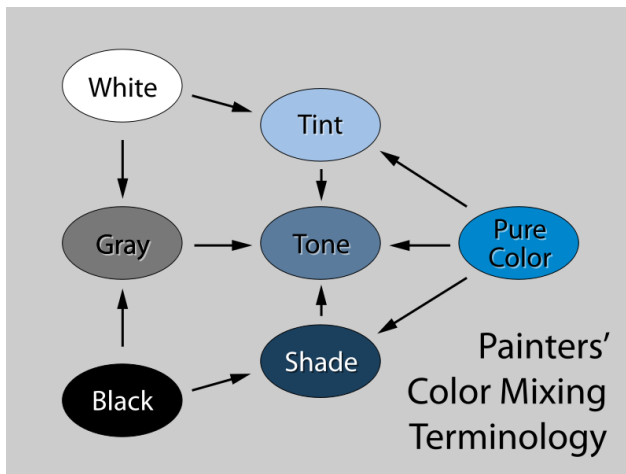 White
Tint
Gray
Tone
Pure
Color
Shade
Black
Painters’
Color Mixing
Terminology